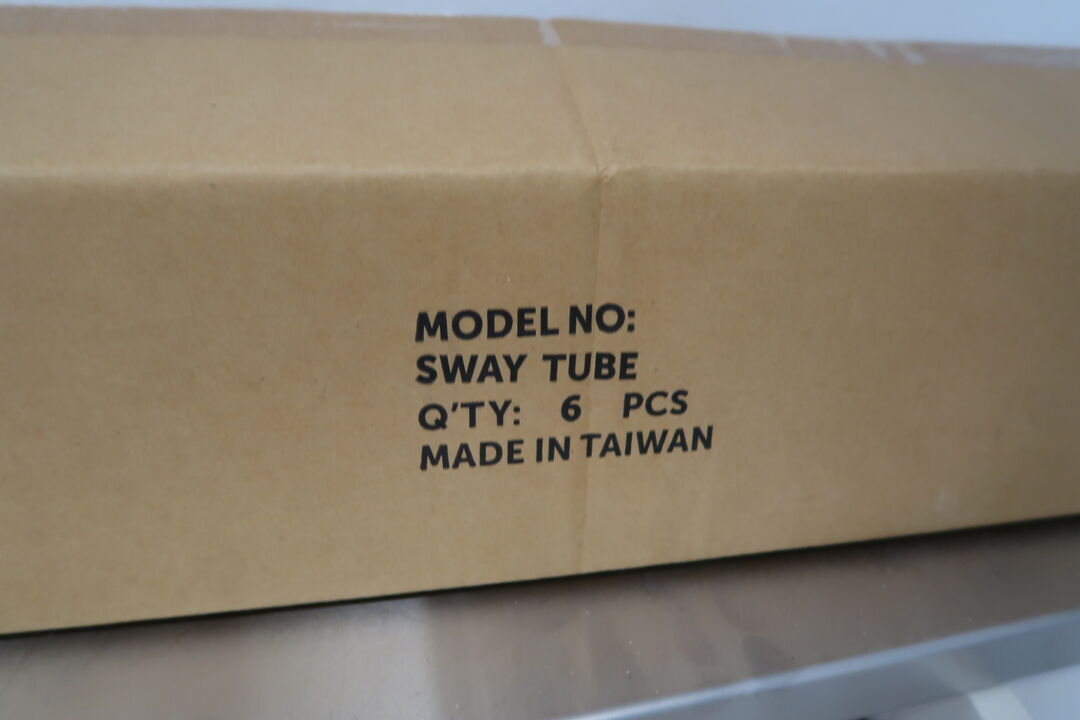 MODEL NO:
SWAY TUBE
Q'TY: 6 PCS
MADE IN TAIWAN